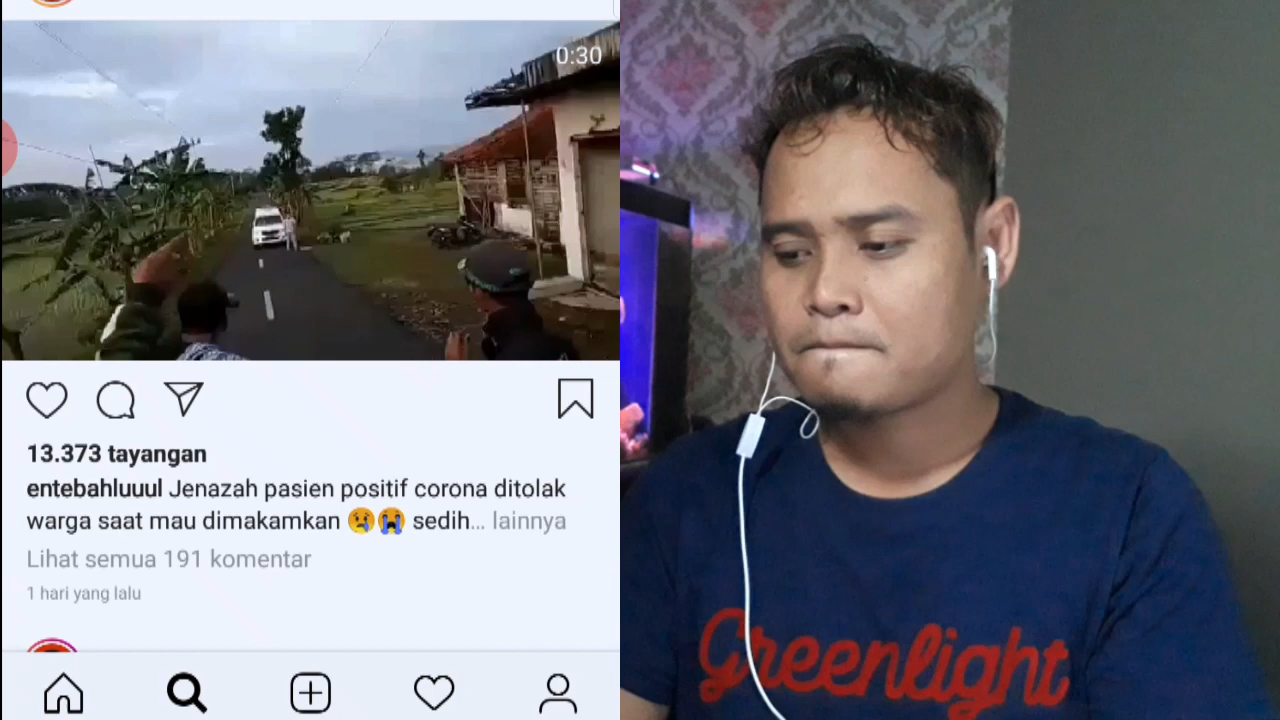 0:30
13.373 tayangan
entebahluuul Jenazah pasien positif corona ditolak
warga saat mau dimakamkan 😢😭 sedih... lainnya
Lihat semua 191 komentar
1 hari yang lalu
Greenlight